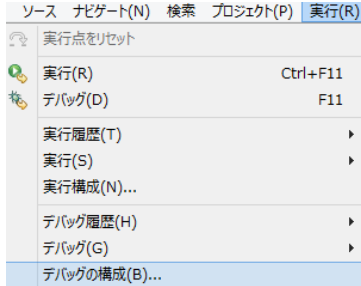 ソース ナビゲート(N) 検索 プロジェクト(P) 実行(R)
実行点をリセット
実行(R) Ctrl+F11
デバッグ(D) F11
実行履歴(T)
実行(S)
実行構成(N)...
デバッグ履歴(H)
デバッグ(G)
デバッグの構成(B)...